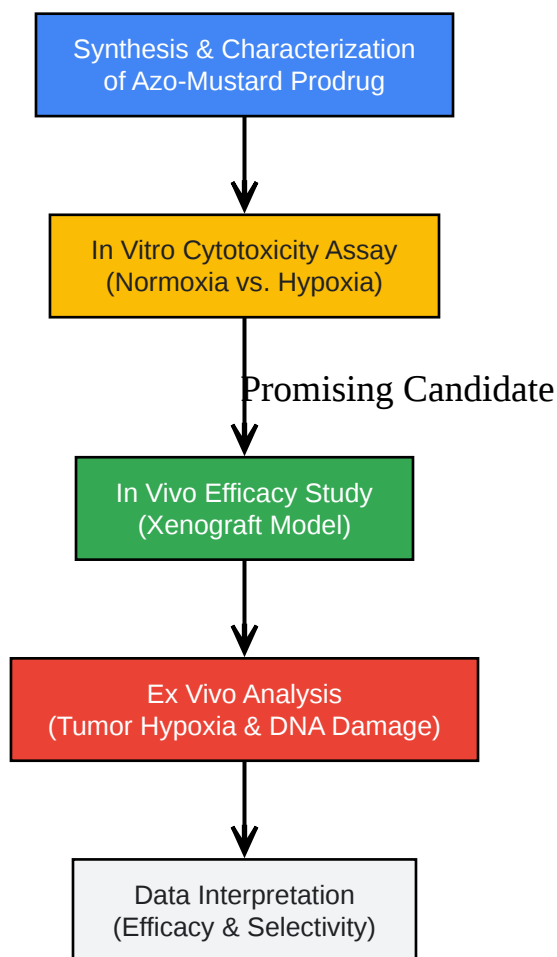 Synthesis & Characterization
of Azo-Mustard Prodrug
In Vitro Cytotoxicity Assay
(Normoxia vs. Hypoxia)
Promising Candidate
In Vivo Efficacy Study
(Xenograft Model)
Ex Vivo Analysis
(Tumor Hypoxia & DNA Damage)
Data Interpretation
(Efficacy & Selectivity)